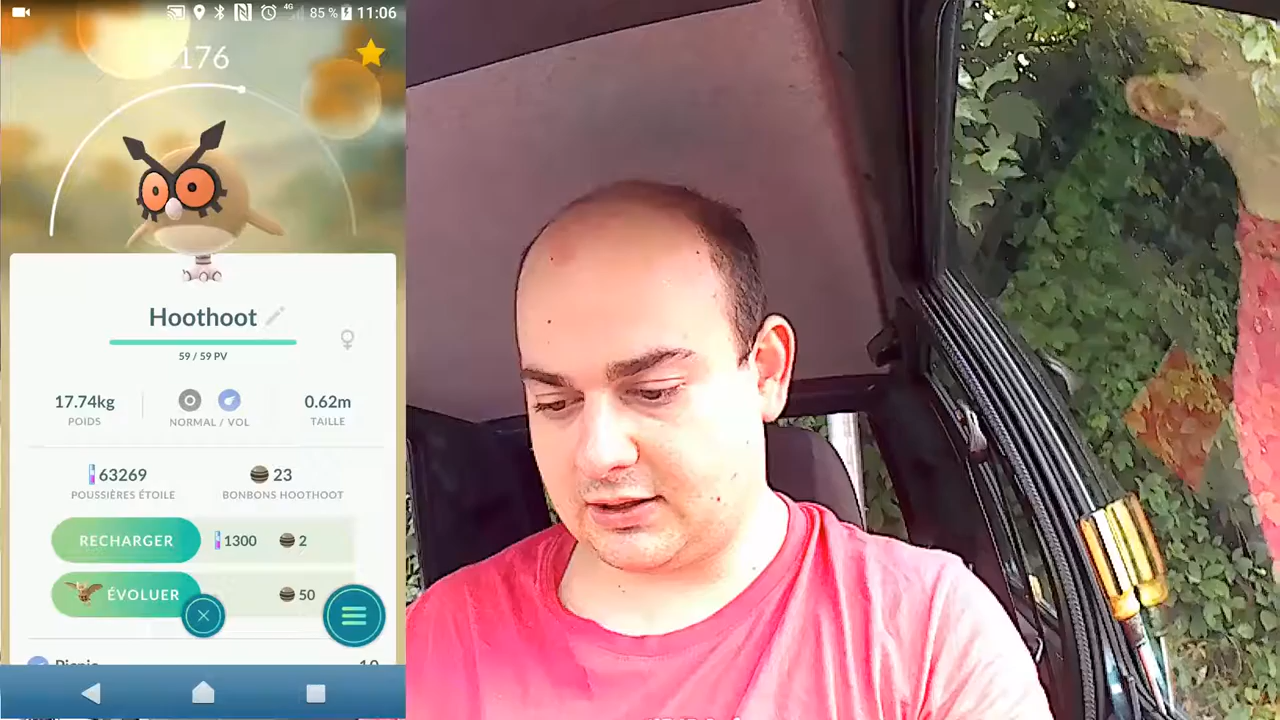 4G 85 % 11:06
176
Hoothoot
59 / 59 PV
17.74kg
POIDS
NORMAL / VOL
0.62m
TAILLE
63269
POUSSIÈRES ÉTOILE
23
BONBONS HOOTHOOT
RECHARGER 1300 2
ÉVOLUER 50